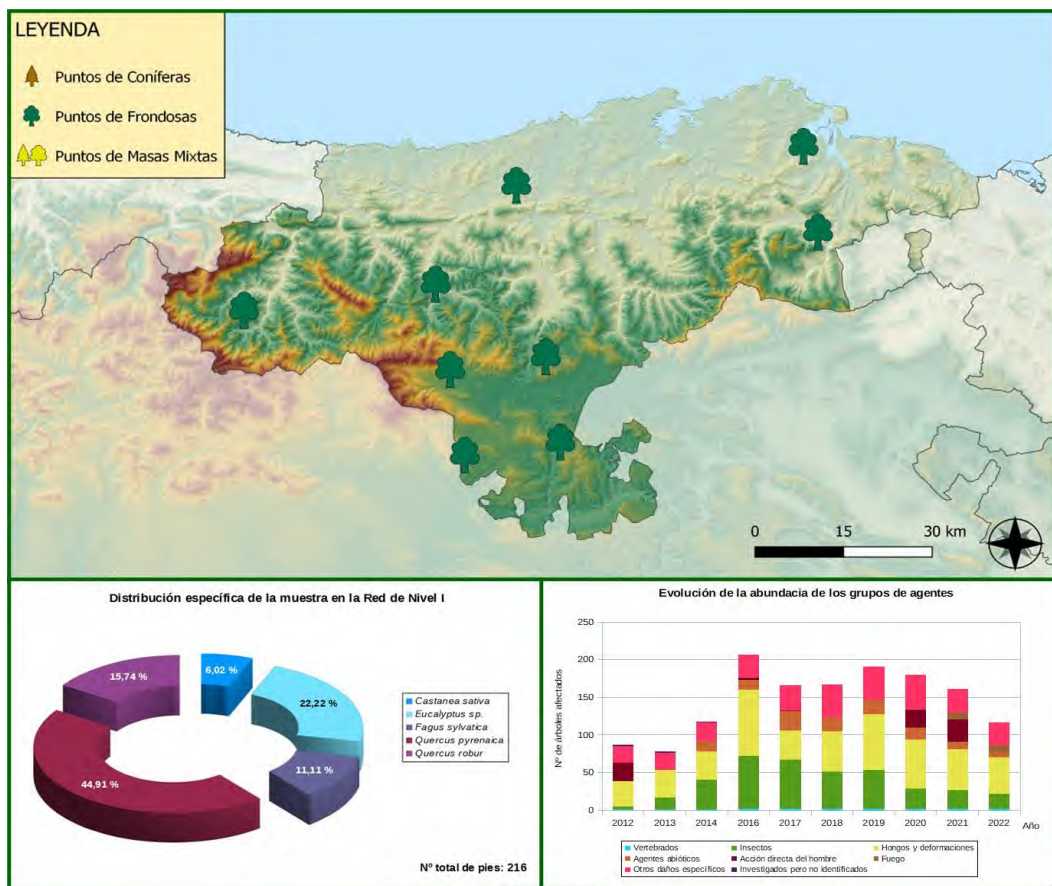 LEYENDA
Puntos de Coníferas
Puntos de Frondosas
Puntos de Masas Mixtas
0 15 30 km
Distribución específica de la muestra en la Red de Nivel I
6,02 %
22,22 %
11,11 %
44,91 %
15,74 %
Castanea sativa
Eucalyptus sp.
Fagus sylvatica
Quercus pyrenaica
Quercus robur
Nº total de pies: 216
Evolución de la abundacia de los grupos de agentes
Nº de árboles afectados
250
200
150
100
50
0
2012 2013 2014 2016 2017 2018 2019 2020 2021 2022 Año
Vertebrados Insectos Hongos y deformaciones
Agentes abióticos Acción directa del hombre Fuego
Otros daños específicos Investigados pero no identificados